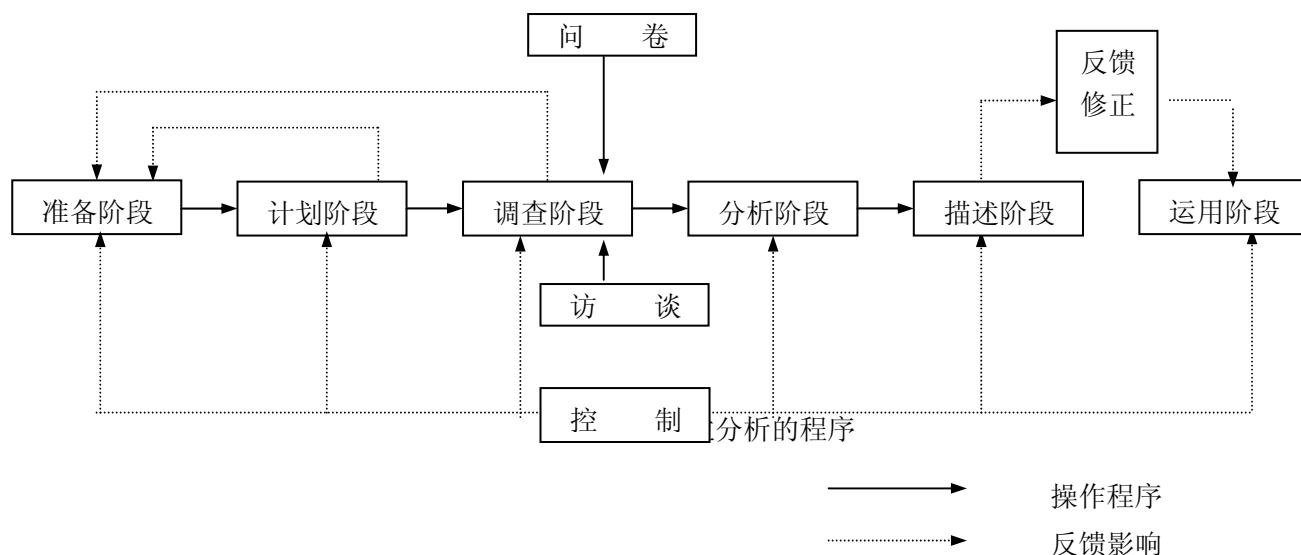 问 卷
反馈
修正
准备阶段
计划阶段
调查阶段
分析阶段
描述阶段
运用阶段
访 谈
控 制
分析的程序
操作程序
反馈影响